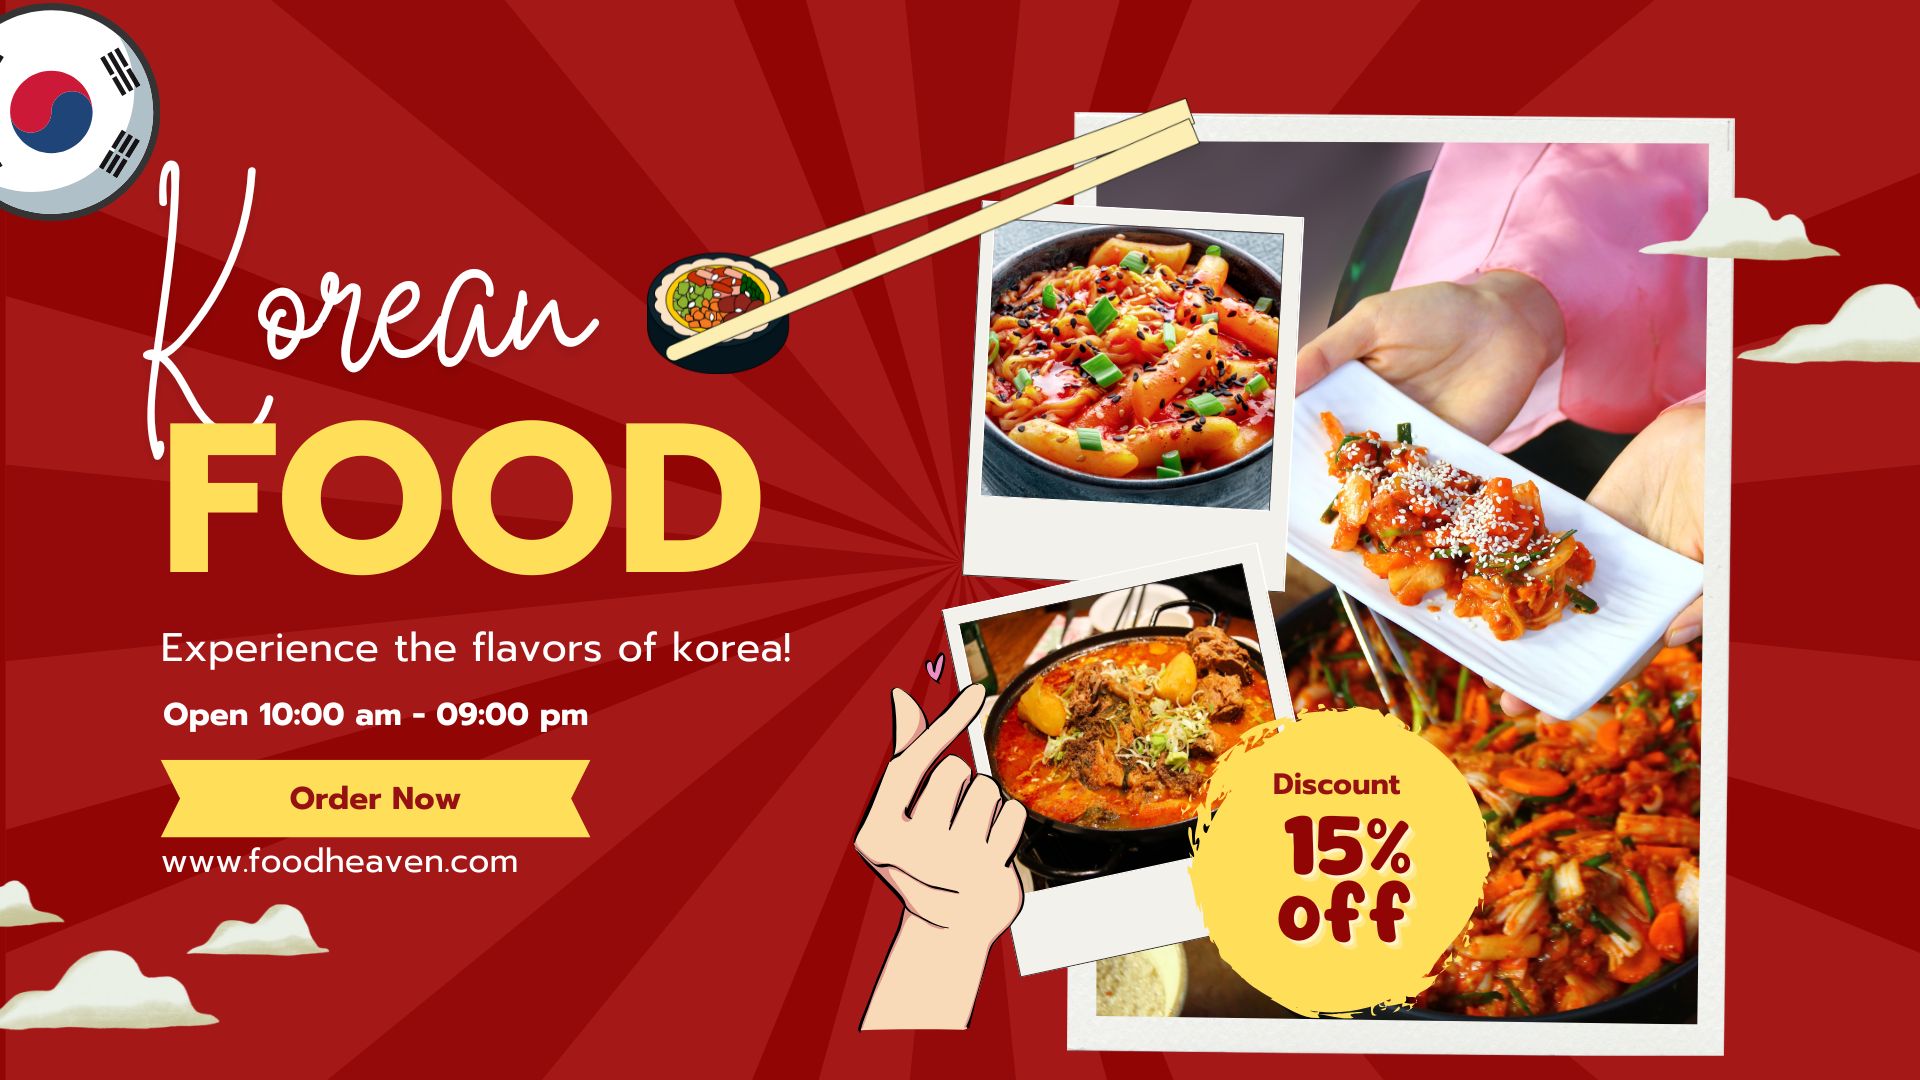 Korean
FOOD
Experience the flavors of korea!
Open 10:00 am - 09:00 pm
Order Now
www.foodheaven.com
Discount
15%
off